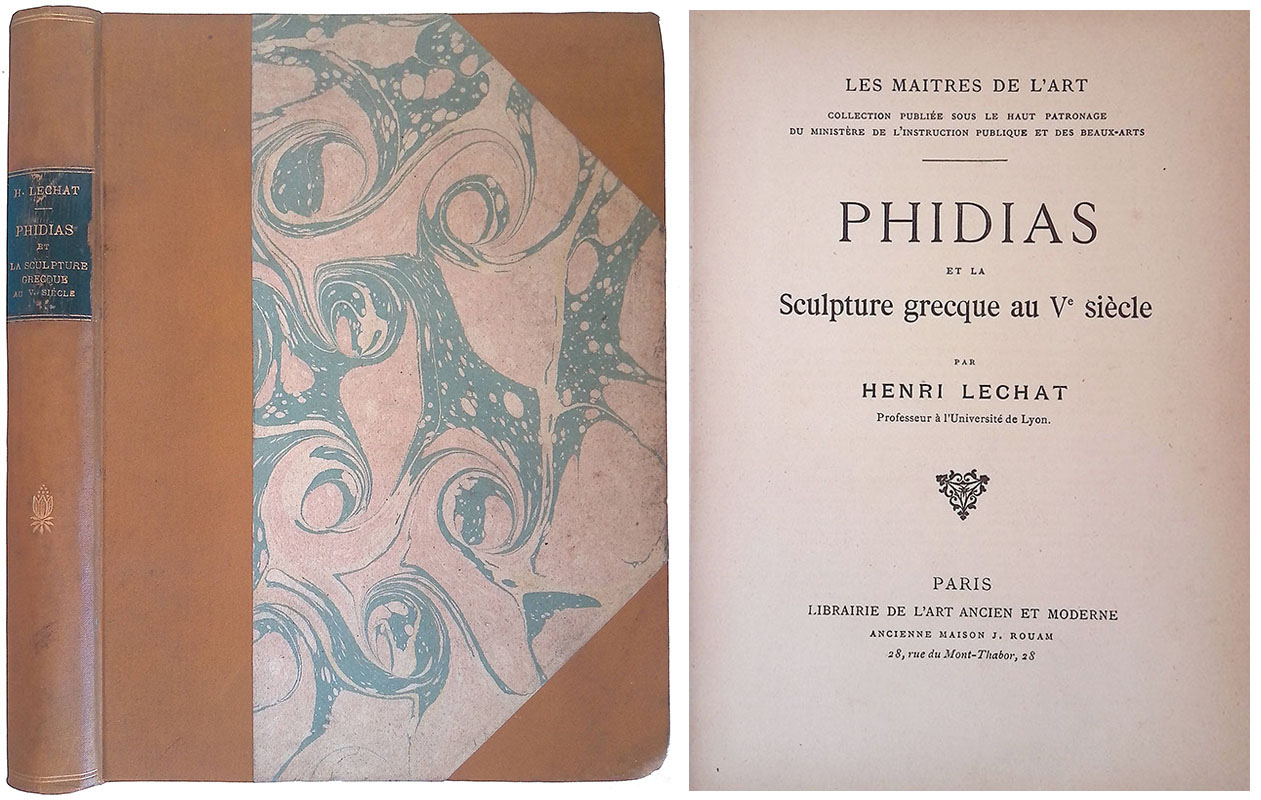 H. LECHAT
PHIDIAS
ET
LA SCULPTURE
GRECQUE
AU Ve SIÈCLE
LES MAITRES DE L'ART
COLLECTION PUBLIÉE SOUS LE HAUT PATRONAGE
DU MINISTÈRE DE L'INSTRUCTION PUBLIQUE ET DES BEAUX-ARTS
PHIDIAS
ET LA
Sculpture grecque au Ve siècle
PAR
HENRI LECHAT
Professeur à l'Université de Lyon.
PARIS
LIBRAIRIE DE L'ART ANCIEN ET MODERNE
ANCIENNE MAISON J. ROUAM
28, rue du Mont-Thabor, 28